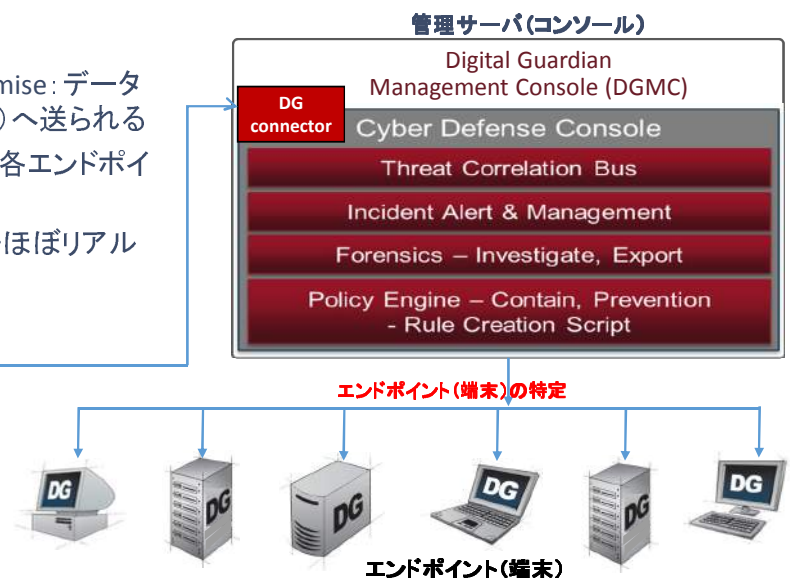 管理サーバ(コンソール)
Digital Guardian
Management Console (DGMC)
DG
connector
Cyber Defense Console
Threat Correlation Bus
Incident Alert & Management
Forensics – Investigate, Export
Policy Engine – Contain, Prevention
- Rule Creation Script
mise:データ
)へ送られる
各エンドポイ
ほぼリアル
エンドポイント(端末)の特定
DG
DG
DG
DG
DG
DG
エンドポイント(端末)